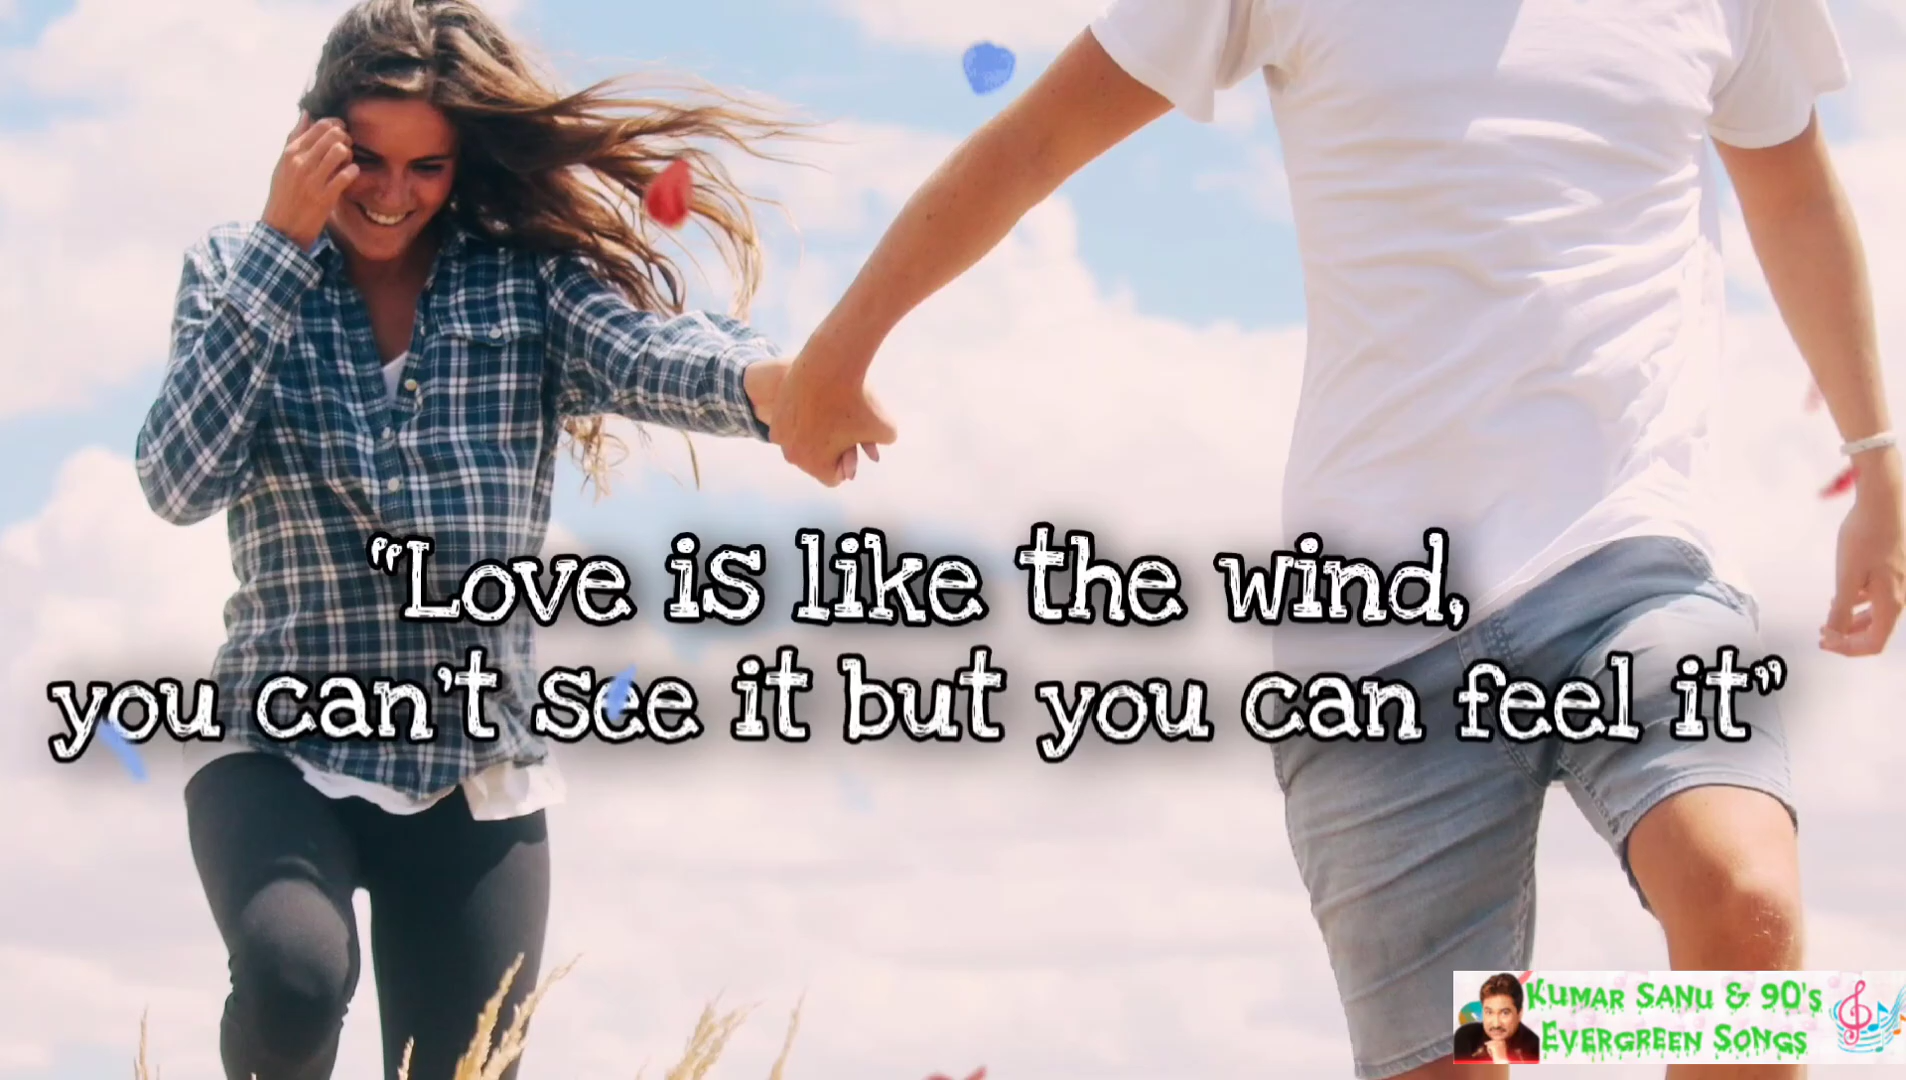 “Love is like the wind,
you can't see it but you can feel it”
Kumar Sanu & 90's
Evergreen Songs